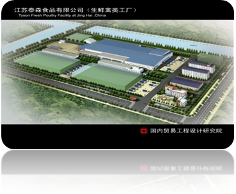 江苏泰森食品有限公司（生鲜禽类工厂）
Tyson Fresh Poultry Facility at Jing Hai ,China
国内贸易工程设计研究院